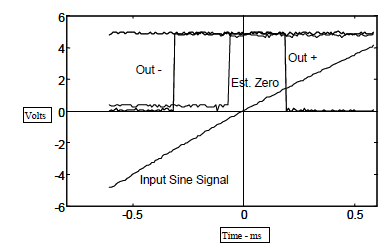 6
4
Out -
Out +
Est. Zero
2
Volts
0
-2
-4
Input Sine Signal
-6
-0.5
0
0.5
Time - ms